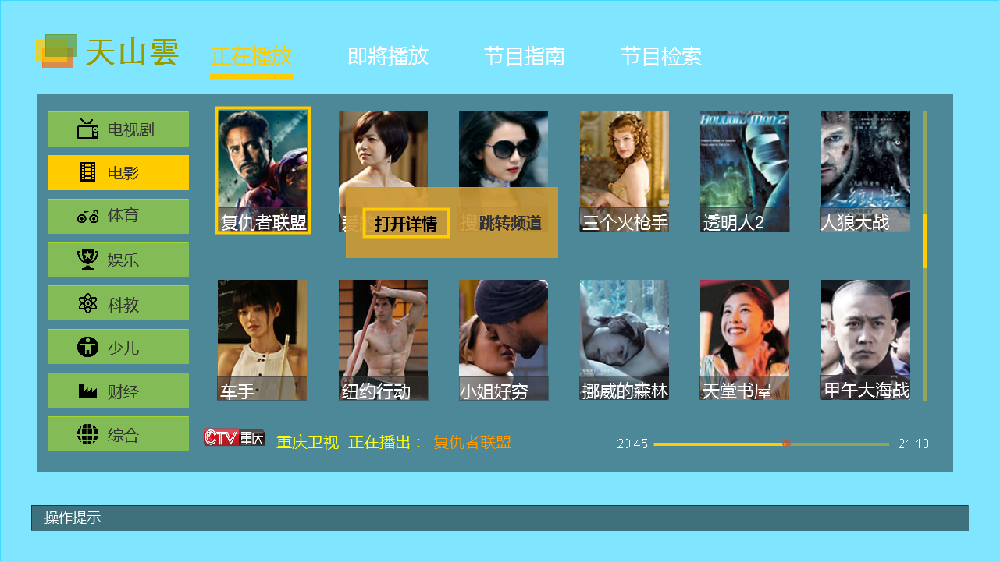 天山雲
正在播放 即將播放 节目指南 节目检索
电视剧
电影
体育
娱乐
科教
少儿
财经
综合
复仇者联盟
打开详情 跳转频道
三个火枪手
HOLLOW MAN 2
透明人2
人狼大战
车手
纽约行动
小姐好穷
挪威的森林
天堂书屋
甲午大海战
CTV 重庆 重庆卫视 正在播出： 复仇者联盟 20:45 21:10
操作提示